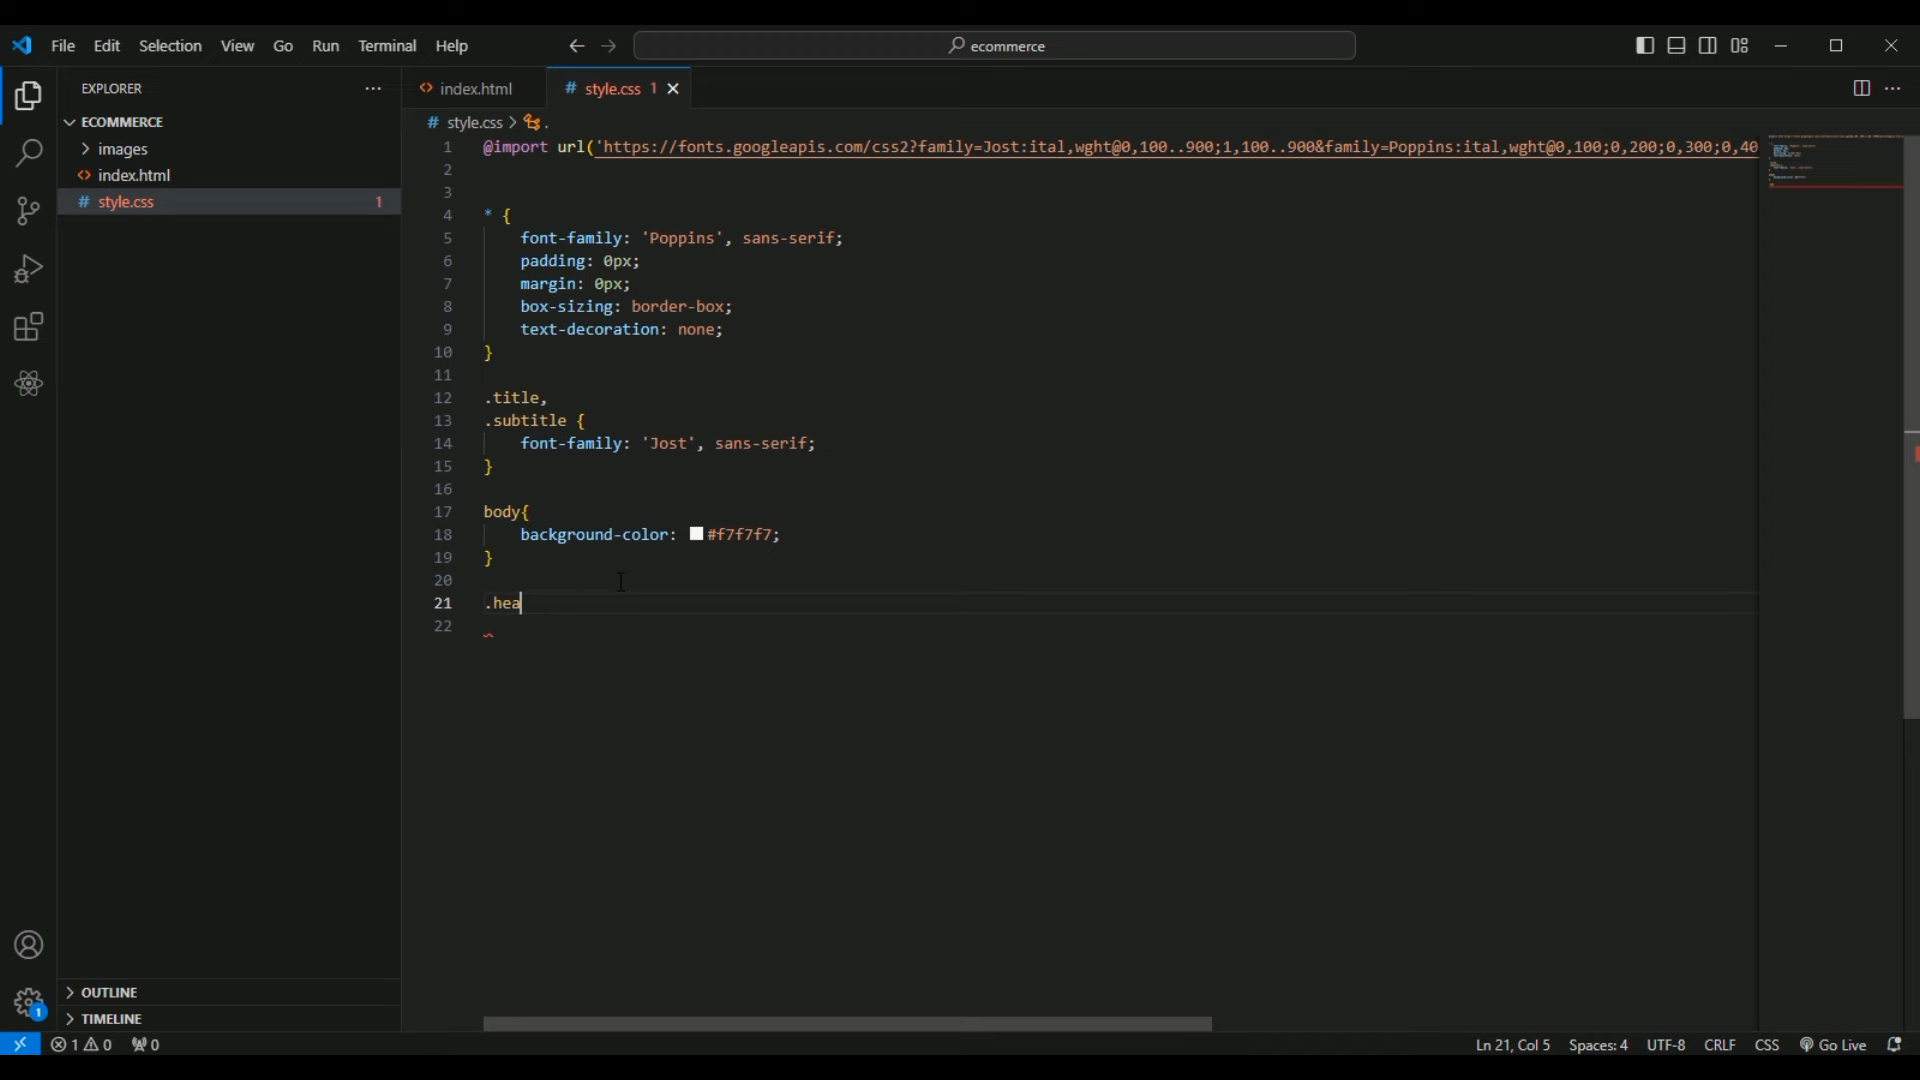 File Edit Selection View Go Run Terminal Help
ecommerce
EXPLORER
index.html
style.css 1
ECOMMERCE
style.css > .
images
index.html
style.css 1
1 @import url('https://fonts.googleapis.com/css2?family=Jost:ital,wght@0,100..900;1,100..900&family=Poppins:ital,wght@0,100;0,200;0,300;0,40
2
3
4 * {
5 font-family: 'Poppins', sans-serif;
6 padding: 0px;
7 margin: 0px;
8 box-sizing: border-box;
9 text-decoration: none;
10 }
11
12 .title,
13 .subtitle {
14 font-family: 'Jost', sans-serif;
15 }
16
17 body{
18 background-color: #f7f7f7;
19 }
20
21 .hea
22
OUTLINE
TIMELINE
1
1 0 0
Ln 21, Col 5 Spaces: 4 UTF-8 CRLF CSS Go Live